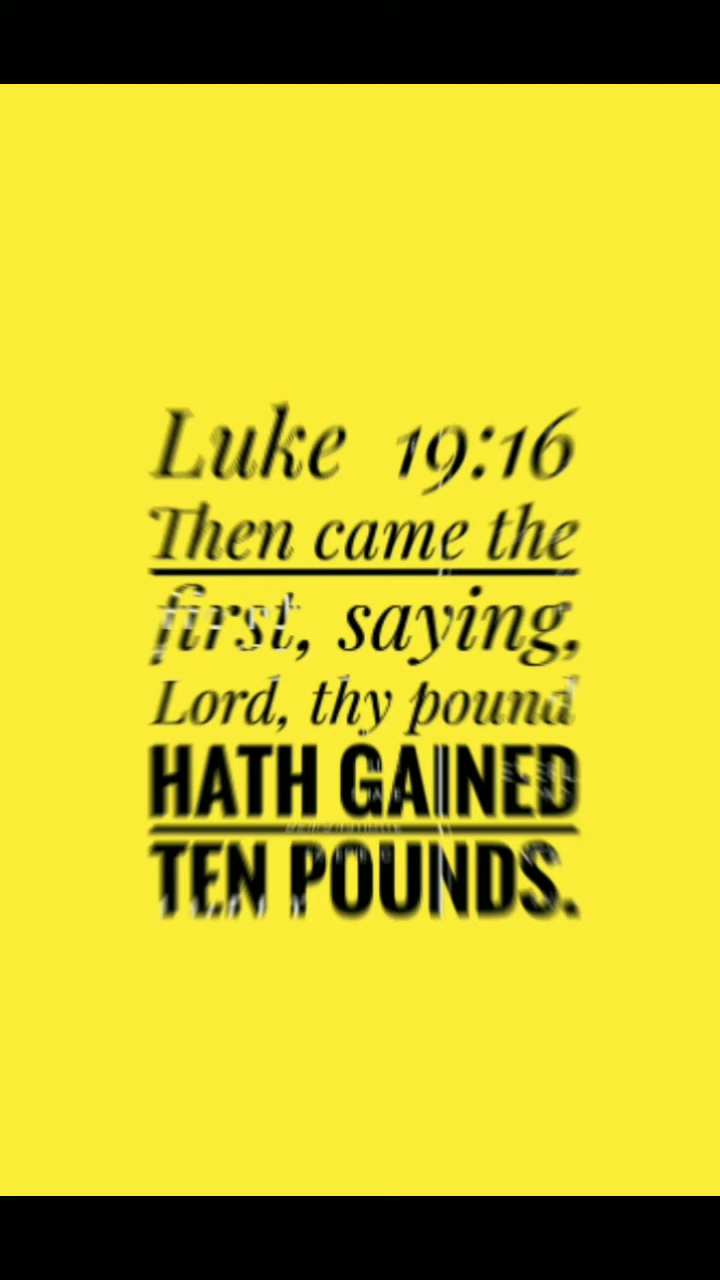 Luke 19:16
Then came the
first, saying,
Lord, thy pound
HATH GAINED
TEN POUNDS.